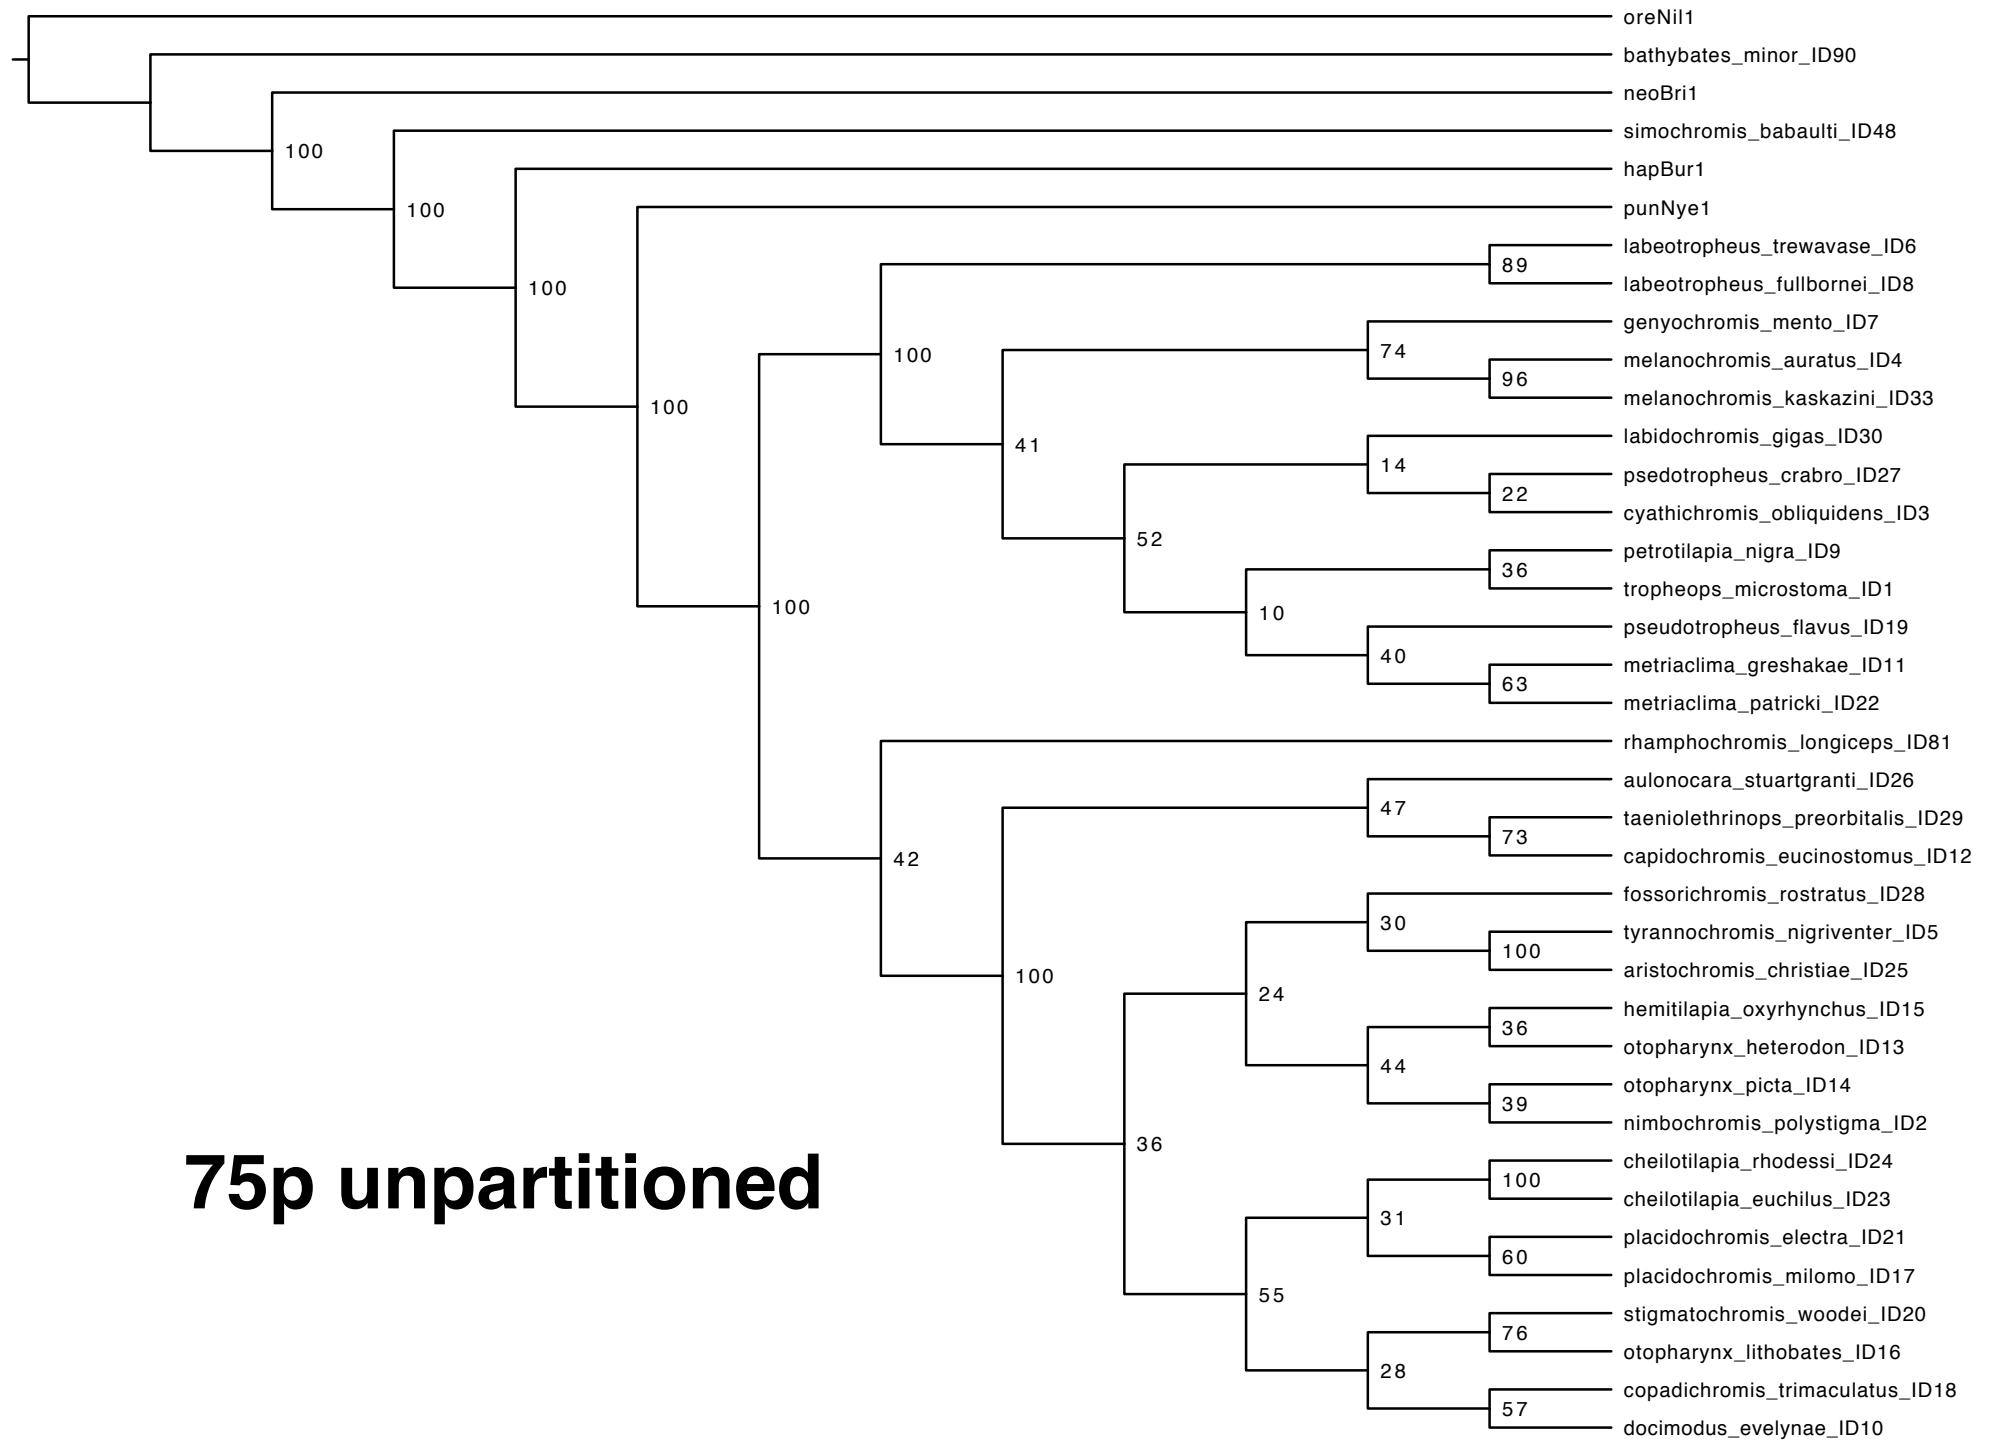 oreNil1
bathybates_minor_ID90
neoBri1
simochromis_babaulti_ID48
100
hapBur1
100
punNye1
labeotropheus_trewavase_ID6
89
labeotropheus_fullbornei_ID8
100
genyochromis_mento_ID7
74
100
melanochromis_auratus_ID4
96
melanochromis_kaskazini_ID33
100
labidochromis_gigas_ID30
41
14
psedotropheus_crabro_ID27
22
cyathichromis_obliquidens_ID3
52
petrotilapia_nigra_ID9
36
tropheops_microstoma_ID1
100
10
pseudotropheus_flavus_ID19
40
metriaclima_greshakae_ID11
63
metriaclima_patricki_ID22
rhamphochromis_longiceps_ID81
aulonocara_stuartgranti_ID26
47
taeniolethrinops_preorbitalis_ID29
73
capidochromis_eucinostomus_ID12
42
fossorichromis_rostratus_ID28
30
tyrannochromis_nigriventer_ID5
100
aristochromis_christiae_ID25
100
24
hemitilapia_oxyrhynchus_ID15
36
otopharynx_heterodon_ID13
44
otopharynx_picta_ID14
39
nimbochromis_polystigma_ID2
36
cheilotilapia_rhodessi_ID24
100
75p unpartitioned
cheilotilapia_euchilus_ID23
31
placidochromis_electra_ID21
60
placidochromis_milomo_ID17
55
stigmatochromis_woodei_ID20
76
otopharynx_lithobates_ID16
28
copadichromis_trimaculatus_ID18
57
docimodus_evelynae_ID10